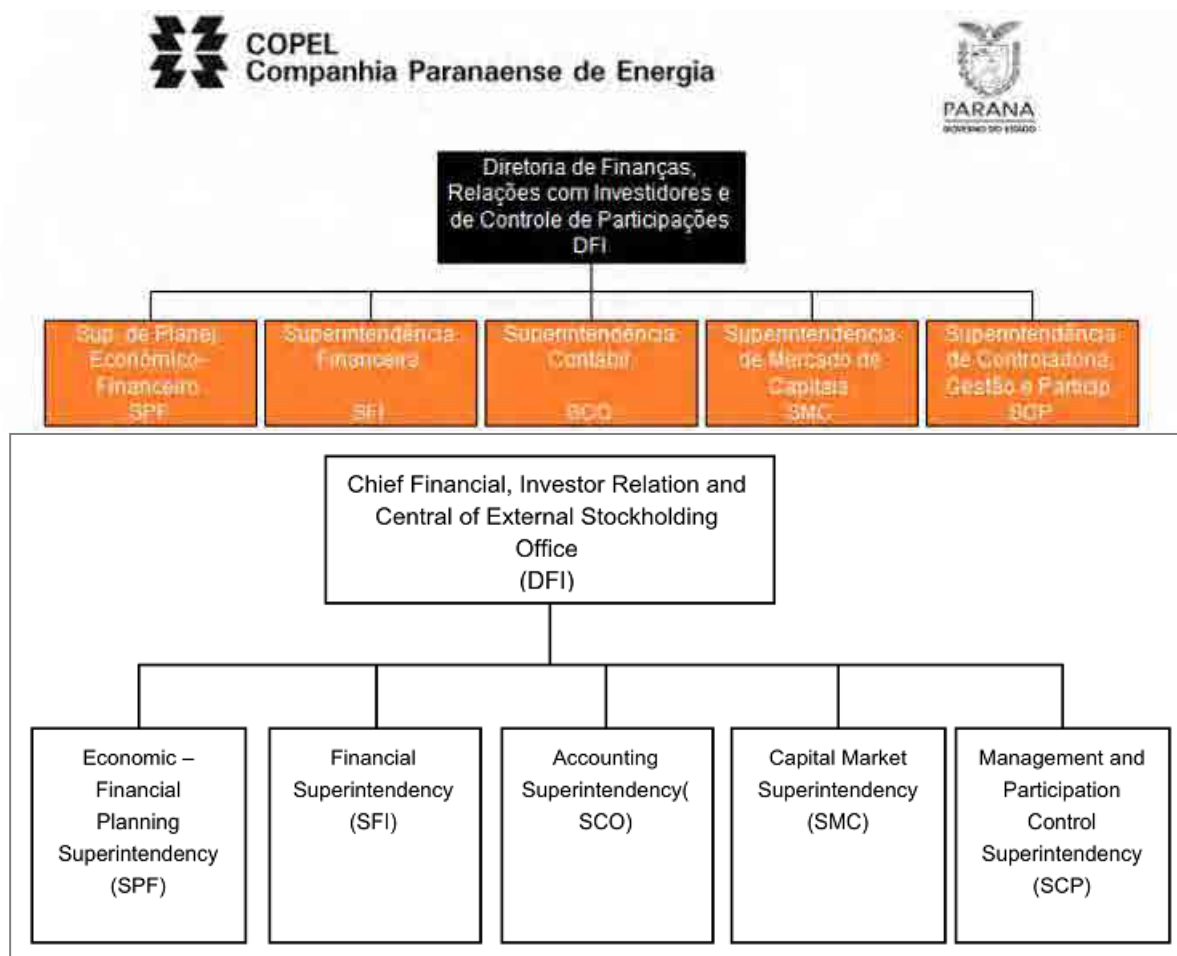 COPEL
Companhia Paranaense de Energia
PARANA
GOVERNO DO ESTADO
Diretoria de Finanças,
Relações com Investidores e
de Controle de Participações
DFI
Sup. de Planej.
Econômico-
Financeiro
SPF
Superintendência
Financeira
SFI
Superintendência
Contábil
SCO
Superintendência
de Mercado de
Capitais
SMC
Superintendência
de Controladoria,
Gestão e Particip.
SCP
Chief Financial, Investor Relation and
Central of External Stockholding
Office
(DFI)
Economic –
Financial
Planning
Superintendency
(SPF)
Financial
Superintendency
(SFI)
Accounting
Superintendency(
SCO)
Capital Market
Superintendency
(SMC)
Management and
Participation
Control
Superintendency
(SCP)